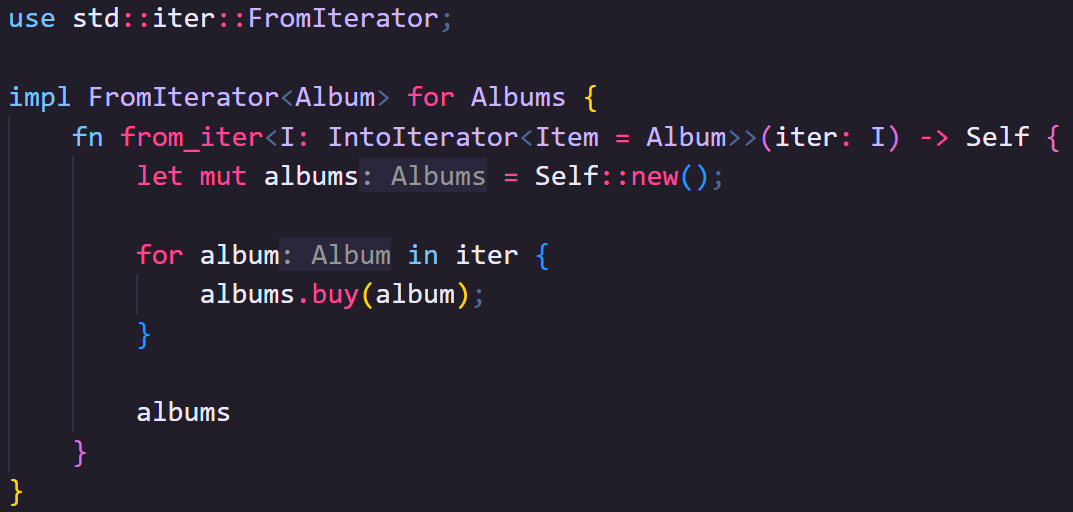 use std::iter::FromIterator;
impl FromIterator<Album> for Albums {
    fn from_iter<I: IntoIterator<Item = Album>>(iter: I) -> Self {
        let mut albums: Albums = Self::new();
        for album: Album in iter {
            albums.buy(album);
        }
        albums
    }
}